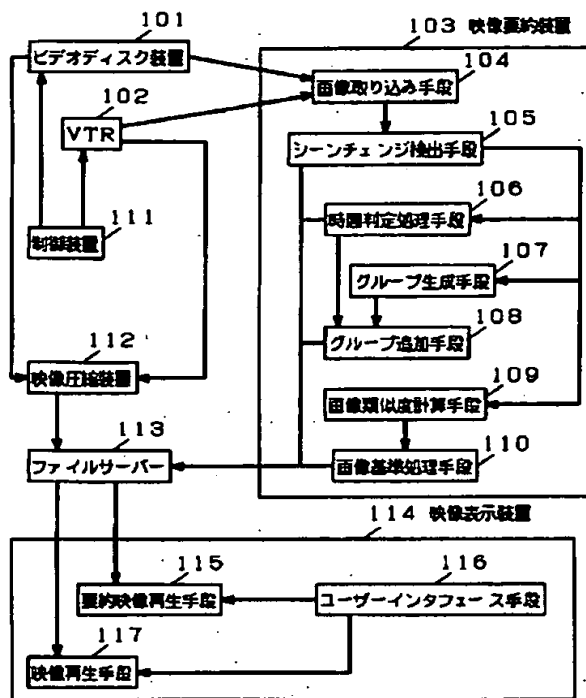 101
ビデオディスク装置
102
VTR
111
制御装置
112
映像圧縮装置
113
ファイルサーバー
103 映像要約装置
104
画像取り込み手段
105
シーンチェンジ検出手段
106
時間判定処理手段
107
グループ生成手段
108
グループ追加手段
109
画像類似度計算手段
110
画像基準処理手段
114 映像表示装置
115
要約映像再生手段
116
ユーザーインタフェース手段
117
映像再生手段